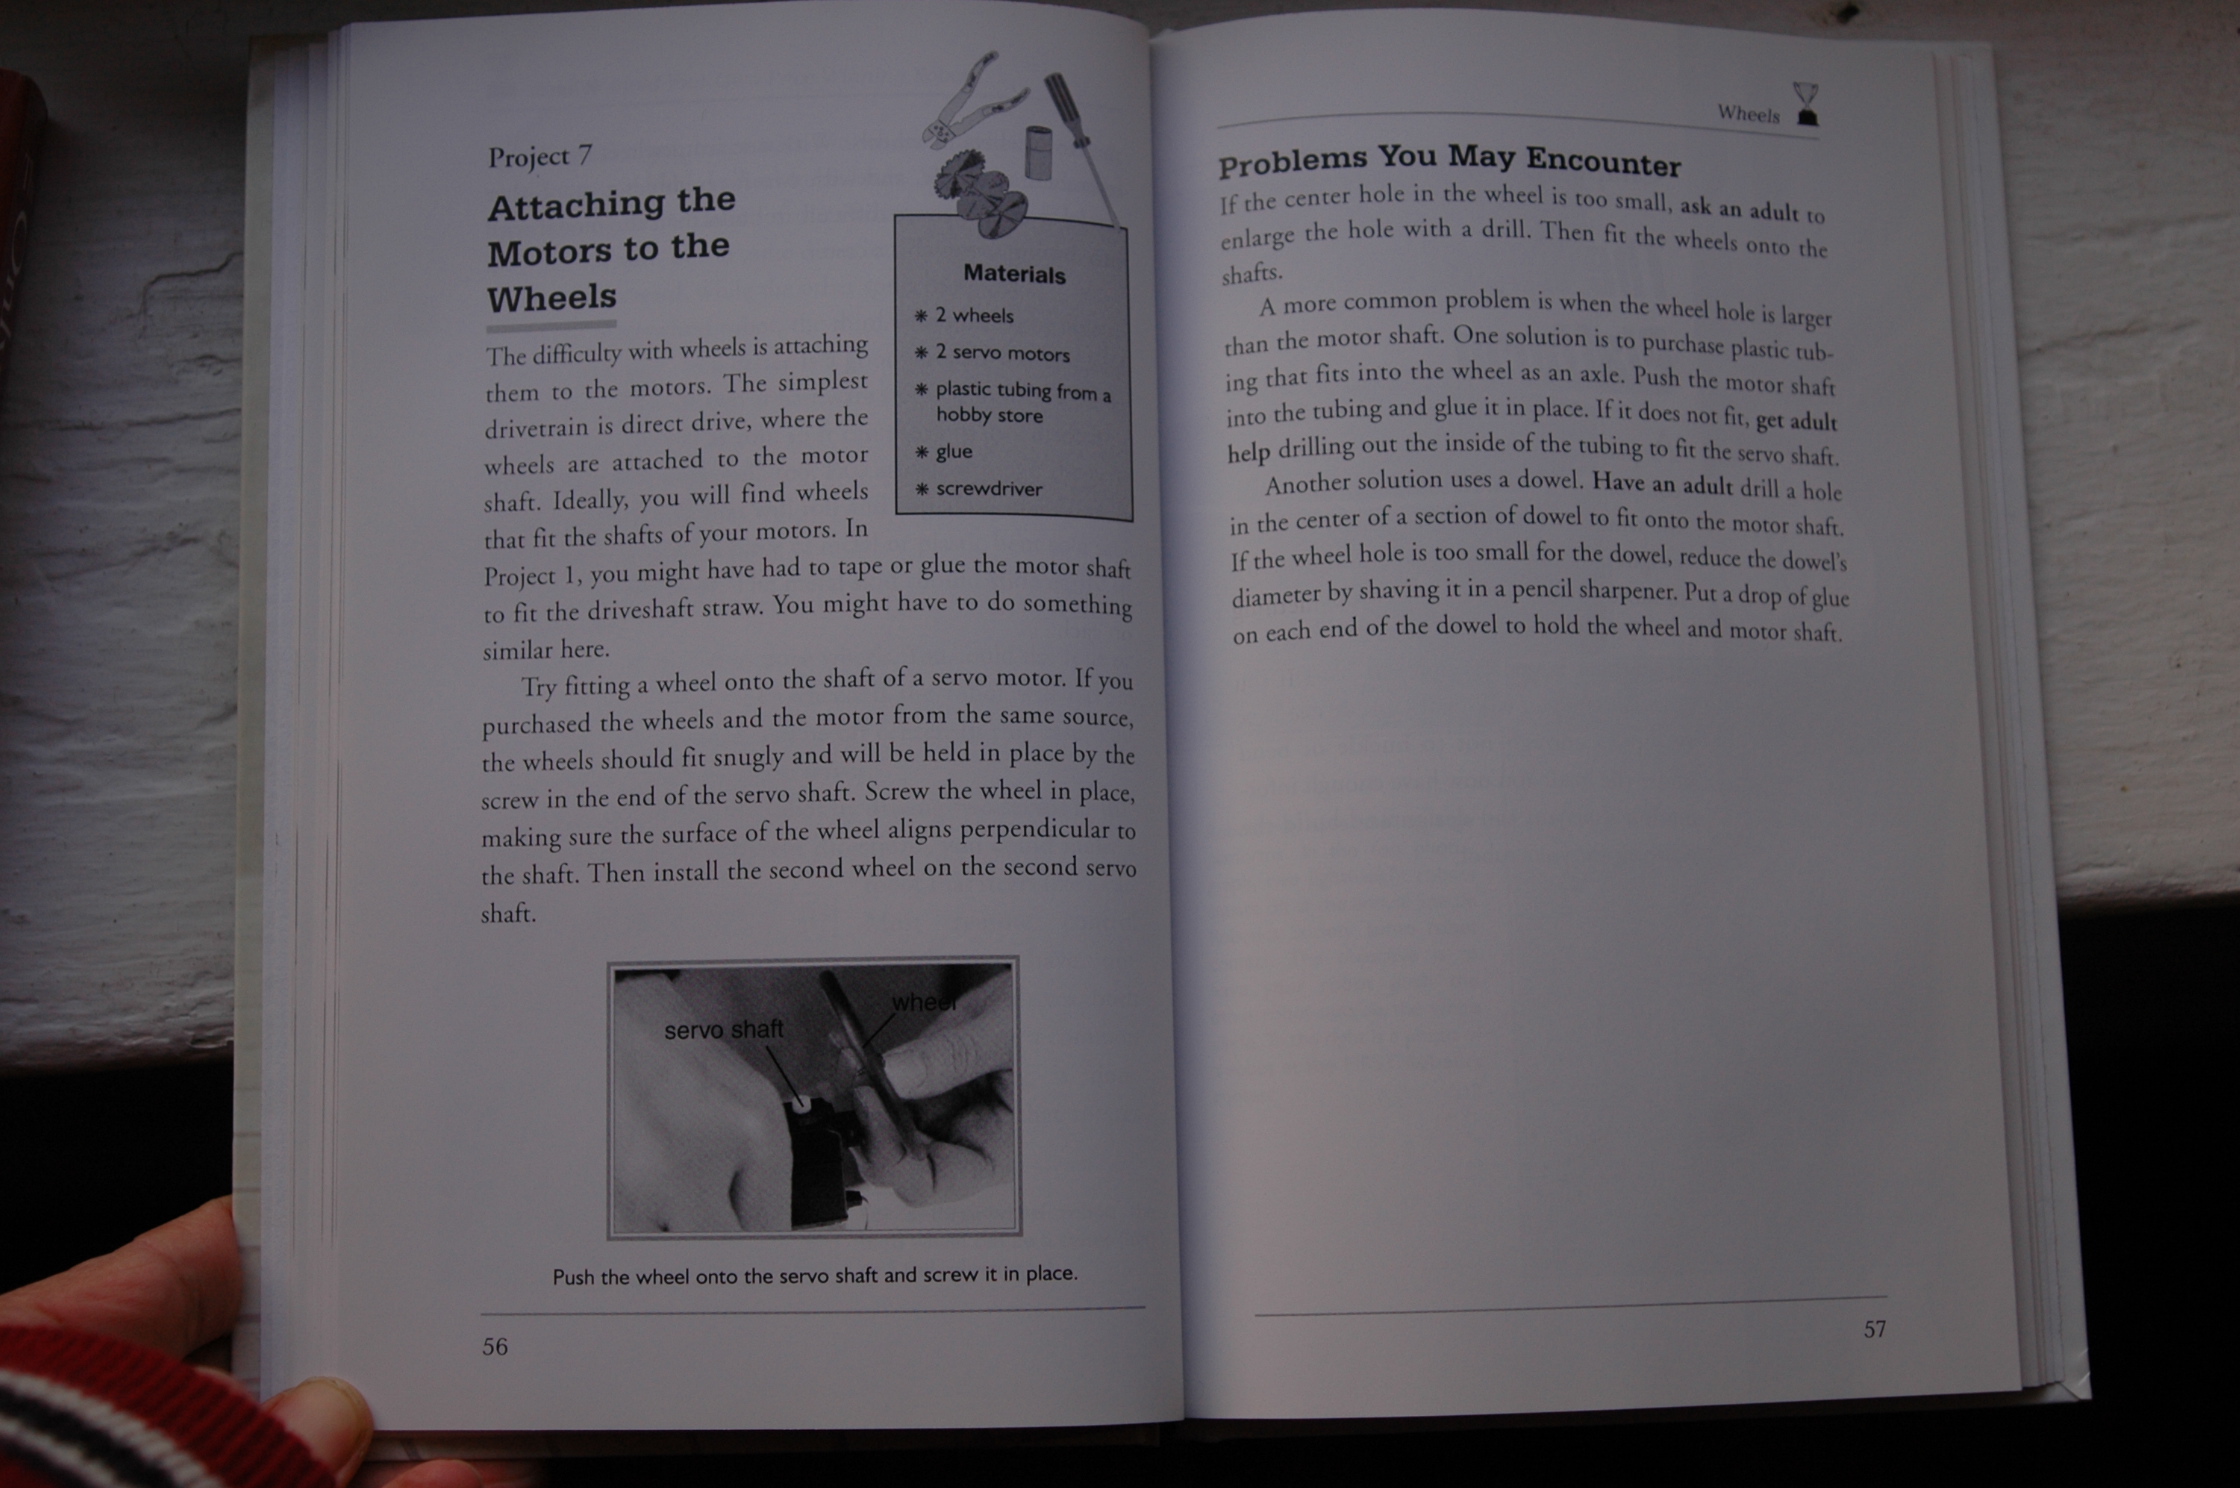 Project 7
Attaching the
Motors to the
Wheels
The difficulty with wheels is attaching
them to the motors. The simplest
drivetrain is direct drive, where the
wheels are attached to the motor
shaft. Ideally, you will find wheels
that fit the shafts of your motors. In
Project 1, you might have had to tape or glue the motor shaft
to fit the driveshaft straw. You might have to do something
similar here.
Materials
* 2 wheels
* 2 servo motors
* plastic tubing from a
hobby store
* glue
* screwdriver
Try fitting a wheel onto the shaft of a servo motor. If you
purchased the wheels and the motor from the same source,
the wheels should fit snugly and will be held in place by the
screw in the end of the servo shaft. Screw the wheel in place,
making sure the surface of the wheel aligns perpendicular to
the shaft. Then install the second wheel on the second servo
shaft.
wheel
servo shaft
Push the wheel onto the servo shaft and screw it in place.
56
Wheels
Problems You May Encounter
If the center hole in the wheel is too small, ask an adult to
enlarge the hole with a drill. Then fit the wheels onto the
shafts.
A more common problem is when the wheel hole is larger
than the motor shaft. One solution is to purchase plastic tub-
ing that fits into the wheel as an axle. Push the motor shaft
into the tubing and glue it in place. If it does not fit, get adult
help drilling out the inside of the tubing to fit the servo shaft.
Another solution uses a dowel. Have an adult drill a hole
in the center of a section of dowel to fit onto the motor shaft.
If the wheel hole is too small for the dowel, reduce the dowel's
diameter by shaving it in a pencil sharpener. Put a drop of glue
on each end of the dowel to hold the wheel and motor shaft.
57